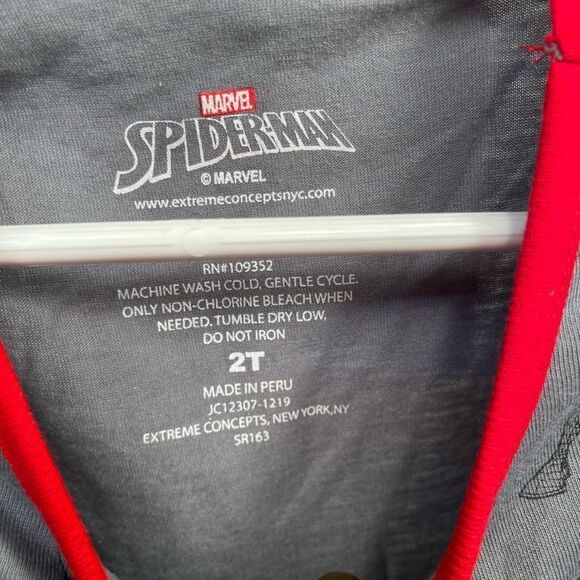 MARVEL
SPIDER-MAN
© MARVEL
www.extremeconceptsnyc.com
RN#109352
MACHINE WASH COLD, GENTLE CYCLE.
ONLY NON-CHLORINE BLEACH WHEN
NEEDED. TUMBLE DRY LOW,
DO NOT IRON
2T
MADE IN PERU
JC12307-1219
EXTREME CONCEPTS, NEW YORK,NY
SR163